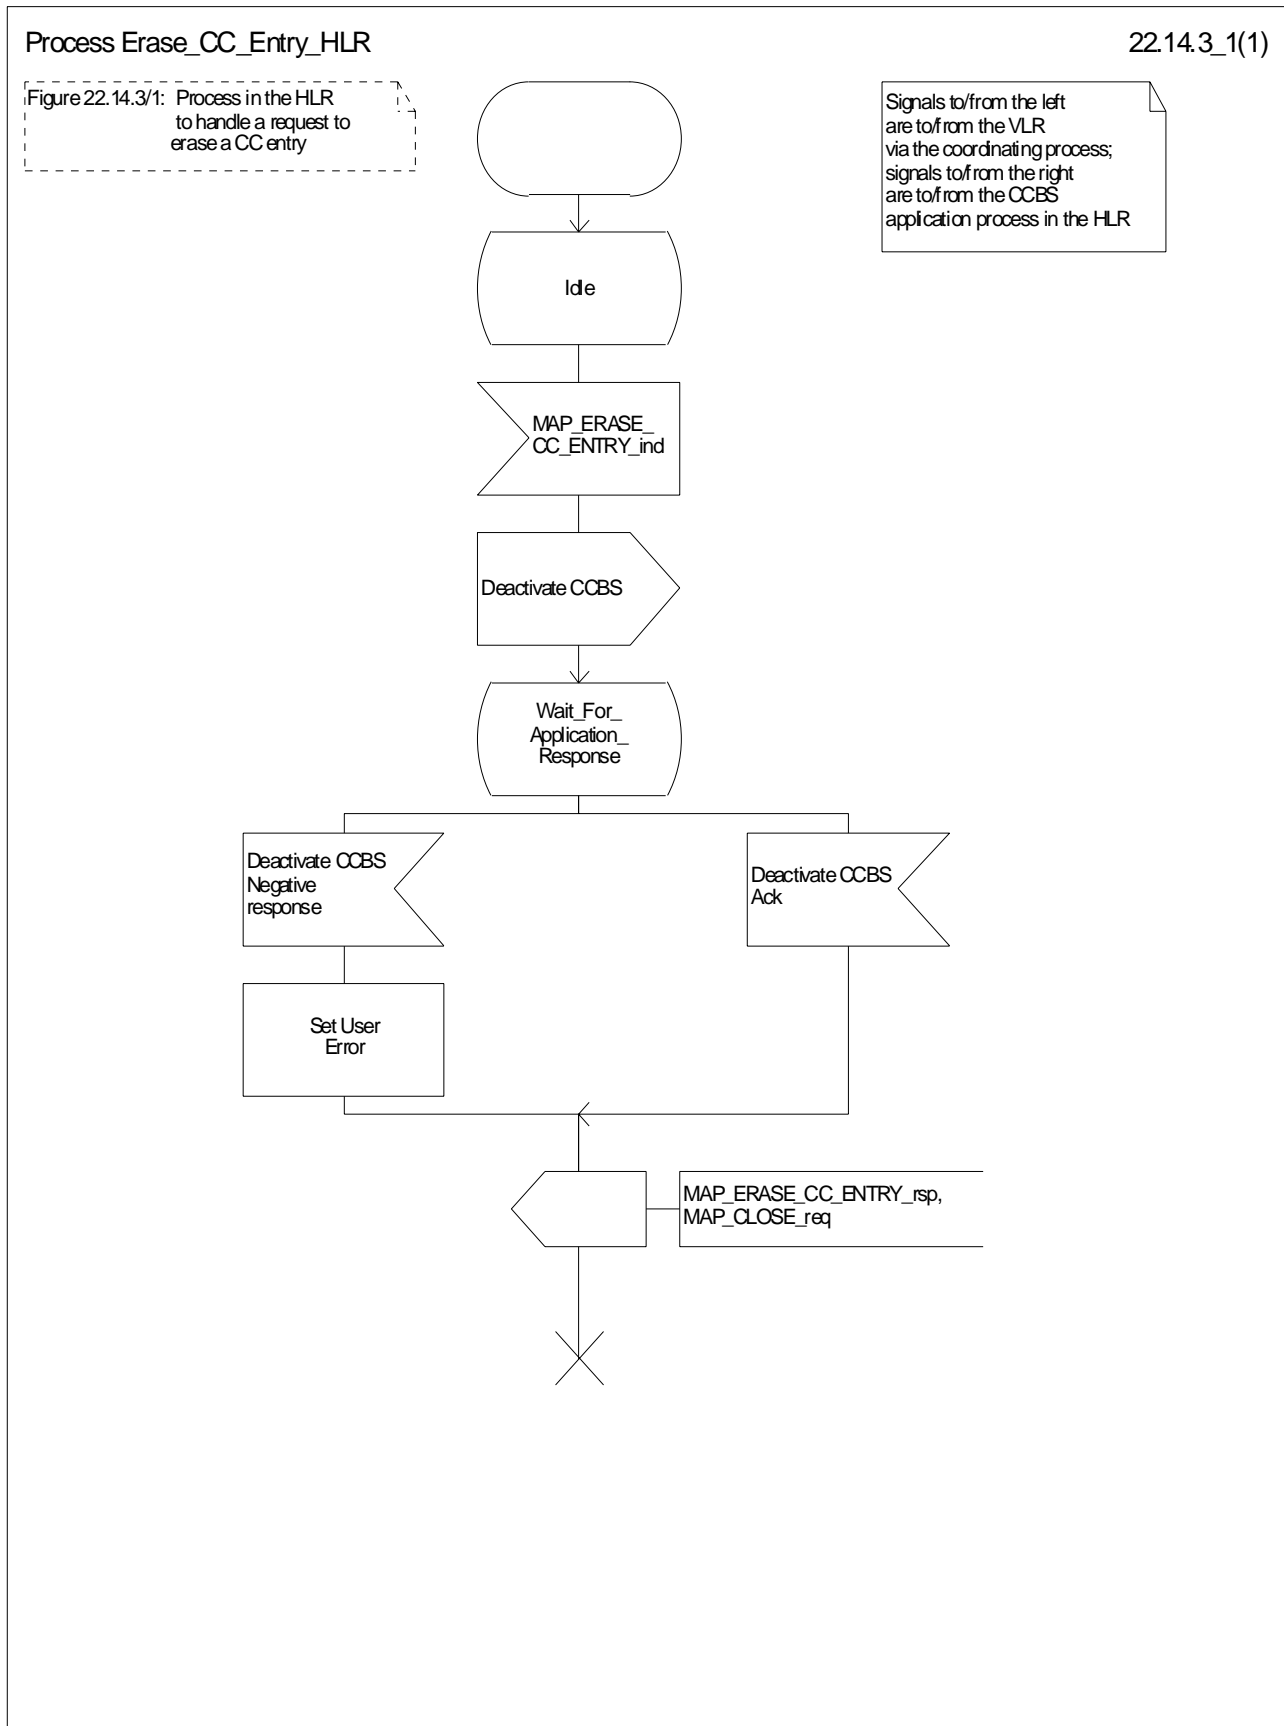 Process Erase_CC_Entry_HLR
22.14.3_1(1)
Figure 22.14.3/1: Process in the HLR
to handle a request to
erase a CC entry
Signals to/from the left
are to/from the VLR
via the coordinating process;
signals to/from the right
are to/from the CCBS
application process in the HLR
Idle
MAP_ERASE_
CC_ENTRY_ind
Deactivate CCBS
Wait_For_
Application_
Response
Deactivate CCBS
Negative
response
Deactivate CCBS
Ack
Set User
Error
MAP_ERASE_CC_ENTRY_rsp,
MAP_CLOSE_req